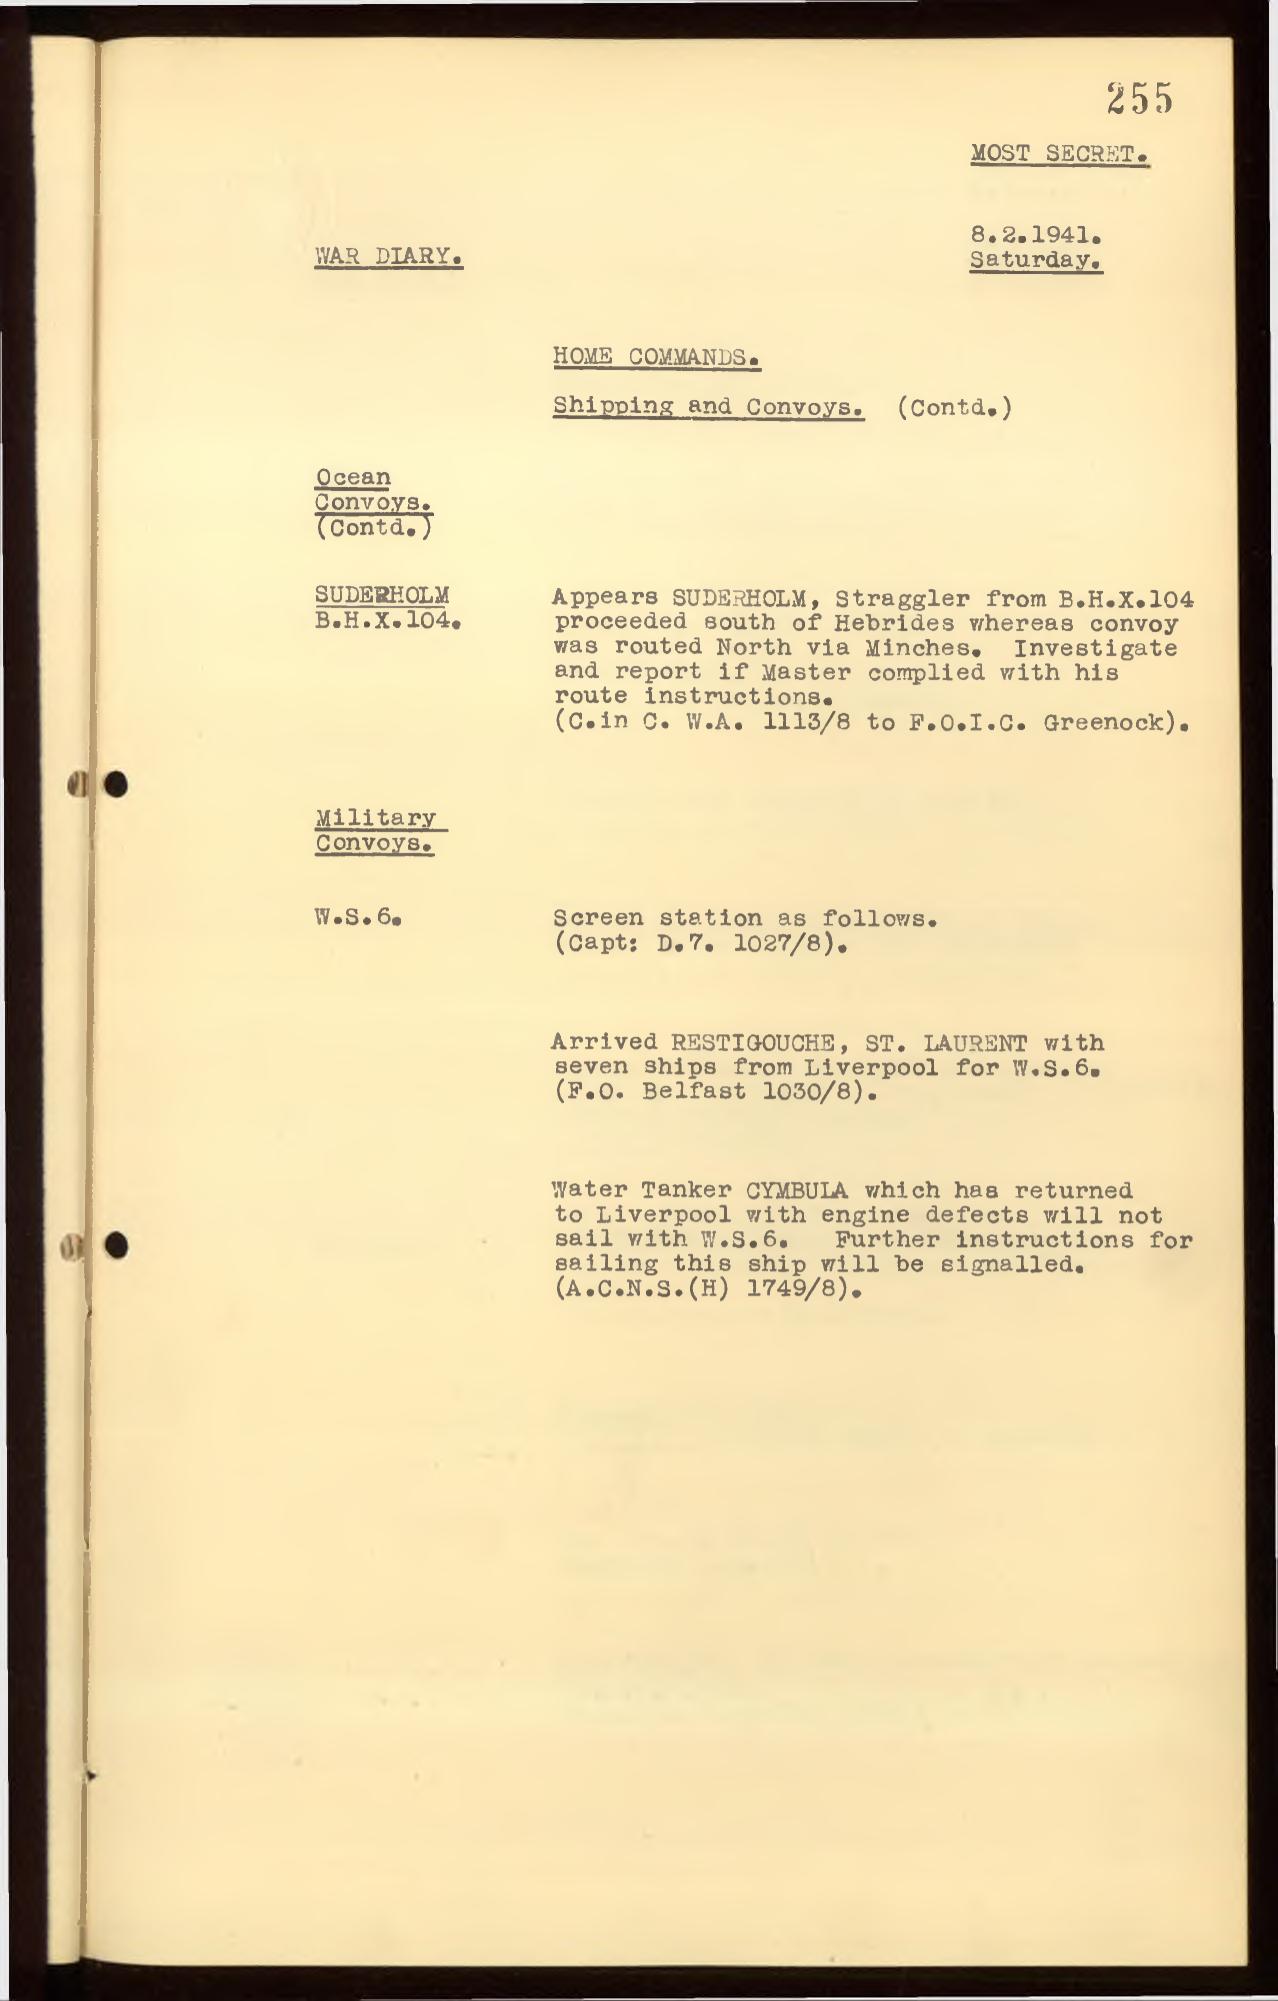 255
MOST SECRET.
8.2.1941.
WAR DIARY.
Saturday.
HOME COMMANDS.
Shipping and Convoys. (Contd.)
Ocean
Convoys.
(Contd.)
SUDERHOLM
B.H.X.104.
Appears SUDERHOLM, Straggler from B.H.X.104
proceeded south of Hebrides whereas convoy
was routed North via Minches. Investigate
and report if Master complied with his
route instructions.
(C.in C. W.A. 1113/8 to F.O.I.C. Greenock).
Military
Convoys.
W.S.6.
Screen station as follows.
(Capt: D.7. 1027/8).
Arrived RESTIGOUCHE, ST. LAURENT with
seven ships from Liverpool for W.S.6.
(F.O. Belfast 1030/8).
Water Tanker CYMBULA which has returned
to Liverpool with engine defects will not
sail with W.S.6. Further instructions for
sailing this ship will be signalled.
(A.C.N.S.(H) 1749/8).